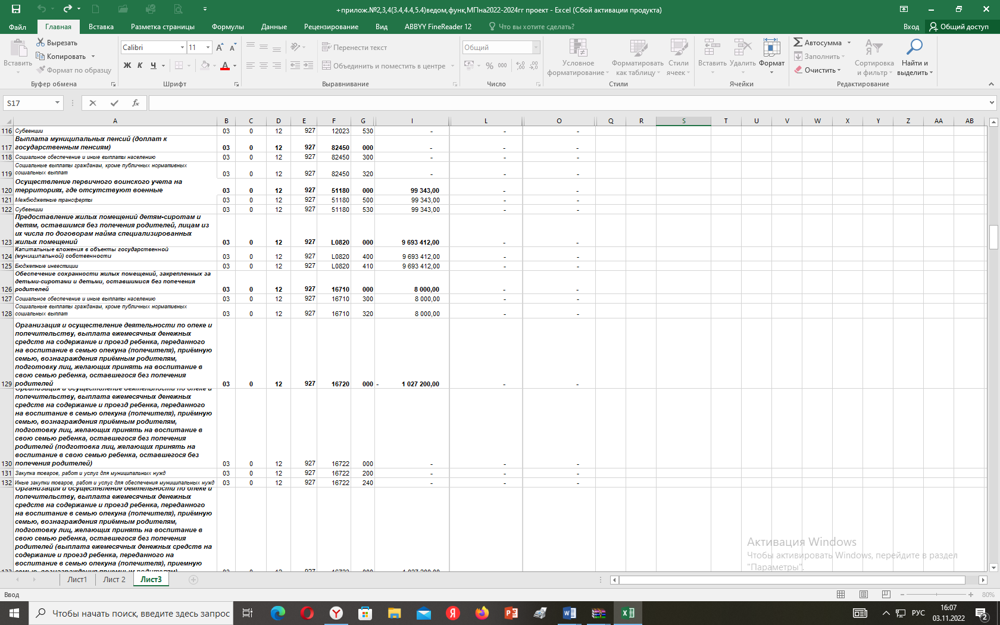 +прилож.№2,3,4(3.4,4.4,5.4)ведом,функ,МПна2022-2024гг проект - Excel (Сбой активации продукта)
Файл Главная Вставка Разметка страницы Формулы Данные Рецензирование Вид ABBYY FineReader 12 Что вы хотите сделать? Вход Общий доступ
Вставить
Вырезать
Копировать
Формат по образцу
Буфер обмена
Calibri 11
Ж К Ч
Шрифт
Перенести текст
Объединить и поместить в центре
Выравнивание
Общий
% 000
Число
Условное форматирование
Форматировать как таблицу
Стили ячеек
Стили
Вставить Удалить Формат
Ячейки
Автосумма
Заполнить
Очистить
Сортировка и фильтр
Найти и выделить
Редактирование
S17 fx
A B C D E F G I L O Q R S T U V W X Y Z AA AB
116 Субвенции 03 0 12 927 12023 530 - - -
Выплата муниципальных пенсий (доплат к
117 государственным пенсиям) 03 0 12 927 82450 000 - - -
118 Социальное обеспечение и иные выплаты населению 03 0 12 927 82450 300 - - -
Социальные выплаты гражданам, кроме публичных нормативных
119 социальных выплат 03 0 12 927 82450 320 - - -
Осуществление первичного воинского учета на
120 территориях, где отсутствуют военные 03 0 12 927 51180 000 99 343,00 - -
121 Межбюджетные трансферты 03 0 12 927 51180 500 99 343,00 - -
122 Субвенции 03 0 12 927 51180 530 99 343,00 - -
Предоставление жилых помещений детям-сиротам и
детям, оставшимся без попечения родителей, лицам из
их числа по договорам найма специализированных
123 жилых помещений 03 0 12 927 L0820 000 9 693 412,00 - -
Капитальные вложения в объекты государственной
124 (муниципальной) собственности 03 0 12 927 L0820 400 9 693 412,00 - -
125 Бюджетные инвестиции 03 0 12 927 L0820 410 9 693 412,00 - -
Обеспечение сохранности жилых помещений, закрепленных за
детьми-сиротами и детьми, оставшимися без попечения
126 родителей 03 0 12 927 16710 000 8 000,00 - -
127 Социальное обеспечение и иные выплаты населению 03 0 12 927 16710 300 8 000,00 - -
Социальные выплаты гражданам, кроме публичных нормативных
128 социальных выплат 03 0 12 927 16710 320 8 000,00 - -
Организация и осуществление деятельности по опеке и
попечительству, выплата ежемесячных денежных
средств на содержание и проезд ребенка, переданного
на воспитание в семью опекуна (попечителя), приёмную
семью, вознаграждения приёмным родителям,
подготовку лиц, желающих принять на воспитание в
свою семью ребенка, оставшегося без попечения
129 родителей 03 0 12 927 16720 000 - 1 027 200,00 - -
Организация и осуществление деятельности по опеке и
попечительству, выплата ежемесячных денежных
средств на содержание и проезд ребенка, переданного
на воспитание в семью опекуна (попечителя), приёмную
семью, вознаграждения приёмным родителям,
подготовку лиц, желающих принять на воспитание в
свою семью ребенка, оставшегося без попечения
родителей (подготовка лиц, желающих принять на
воспитание в свою семью ребенка, оставшегося без
130 попечения родителей) 03 0 12 927 16722 000 - - -
131 Закупка товаров, работ и услуг для муниципальных нужд 03 0 12 927 16722 200 - - -
132 Иные закупки товаров, работ и услуг для обеспечения муниципальных нужд 03 0 12 927 16722 240 - - -
Организация и осуществление деятельности по опеке и
попечительству, выплата ежемесячных денежных
средств на содержание и проезд ребенка, переданного
на воспитание в семью опекуна (попечителя), приёмную
семью, вознаграждения приёмным родителям,
подготовку лиц, желающих принять на воспитание в
свою семью ребенка, оставшегося без попечения
родителей (выплата ежемесячных денежных средств на
содержание и проезд ребенка, переданного на
воспитание в семью опекуна (попечителя), приемную
Активация Windows
Чтобы активировать Windows, перейдите в раздел
"Параметры".
Лист1 Лист 2 Лист3
Ввод 80%
Чтобы начать поиск, введите здесь запрос
РУС 16:07
03.11.2022 2